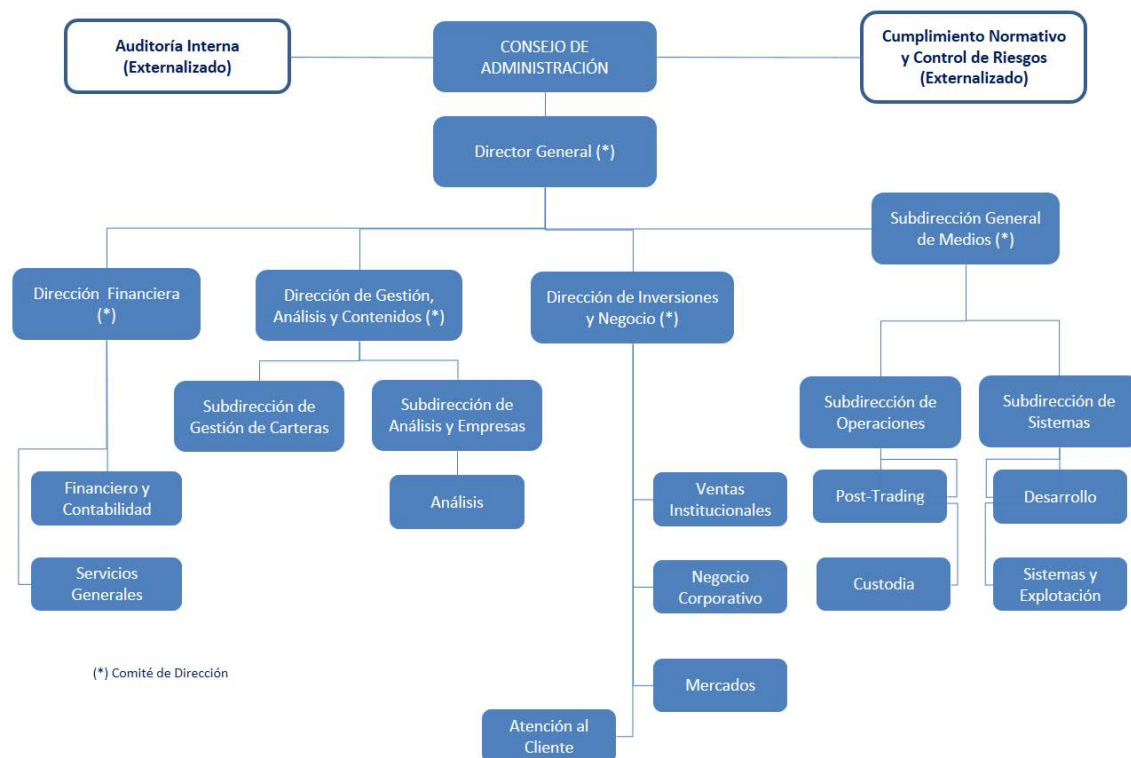 Auditoría Interna
(Externalizado)
CONSEJO DE
ADMINISTRACIÓN
Cumplimiento Normativo
y Control de Riesgos
(Externalizado)
Director General (*)
Subdirección General
de Medios (*)
Dirección Financiera
(*)
Dirección de Gestión,
Análisis y Contenidos (*)
Dirección de Inversiones
y Negocio (*)
Subdirección de
Gestión de Carteras
Subdirección de
Análisis y Empresas
Subdirección de
Operaciones
Subdirección de
Sistemas
Financiero y
Contabilidad
Análisis
Ventas
Institucionales
Post-Trading
Desarrollo
Servicios
Generales
Negocio
Corporativo
Custodia
Sistemas y
Explotación
(*) Comité de Dirección
Mercados
Atención al
Cliente